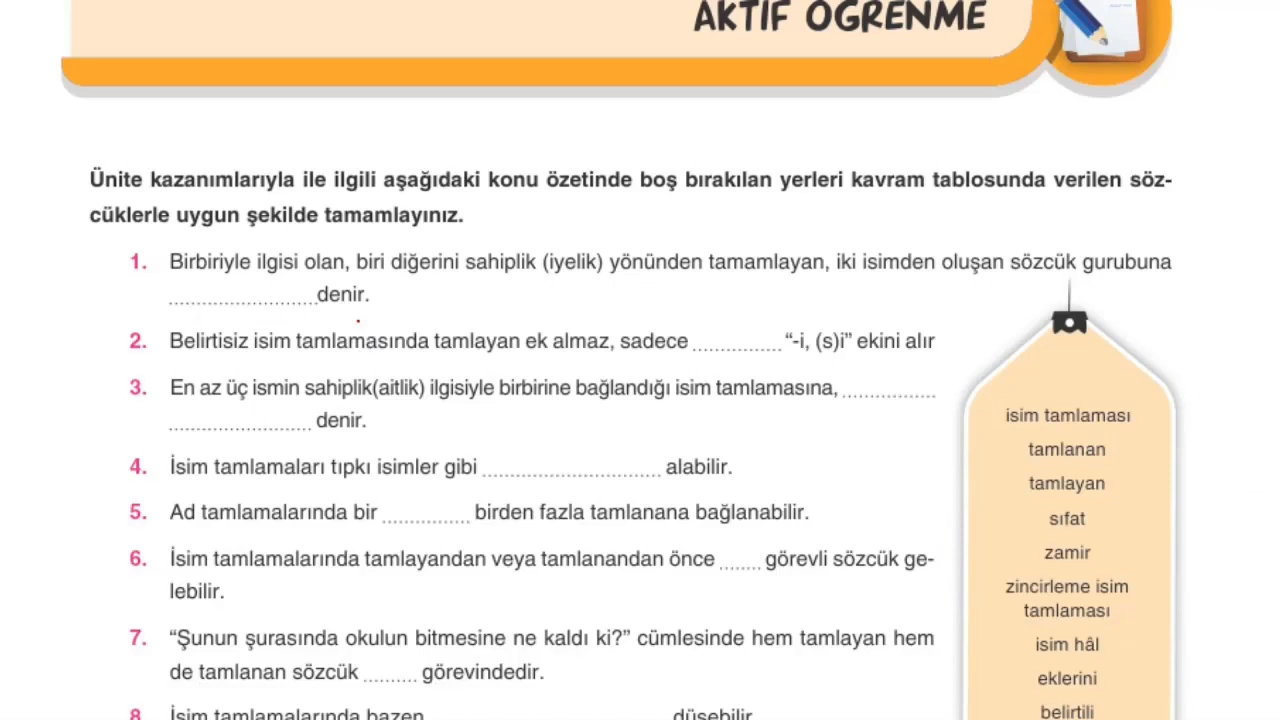 AKTİF ÖĞRENME
Ünite kazanımlarıyla ile ilgili aşağıdaki konu özetinde boş bırakılan yerleri kavram tablosunda verilen söz-
cüklerle uygun şekilde tamamlayınız.
1. Birbiriyle ilgisi olan, biri diğerini sahiplik (iyelik) yönünden tamamlayan, iki isimden oluşan sözcük gurubuna
.........................denir.
2. Belirtisiz isim tamlamasında tamlayan ek almaz, sadece ............... “-i, (s)i” ekini alır
3. En az üç ismin sahiplik(aitlik) ilgisiyle birbirine bağlandığı isim tamlamasına, ................
........................ denir.
4. İsim tamlamaları tıpkı isimler gibi .............................. alabilir.
5. Ad tamlamalarında bir ............... birden fazla tamlanana bağlanabilir.
6. İsim tamlamalarında tamlayandan veya tamlanandan önce ....... görevli sözcük ge-
lebilir.
7. “Şunun şurasında okulun bitmesine ne kaldı ki?” cümlesinde hem tamlayan hem
de tamlanan sözcük ......... görevindedir.
8. İsim tamlamalarında bazen düşebilir
isim tamlaması
tamlanan
tamlayan
sıfat
zamir
zincirleme isim
tamlaması
isim hâl
eklerini
belirtili